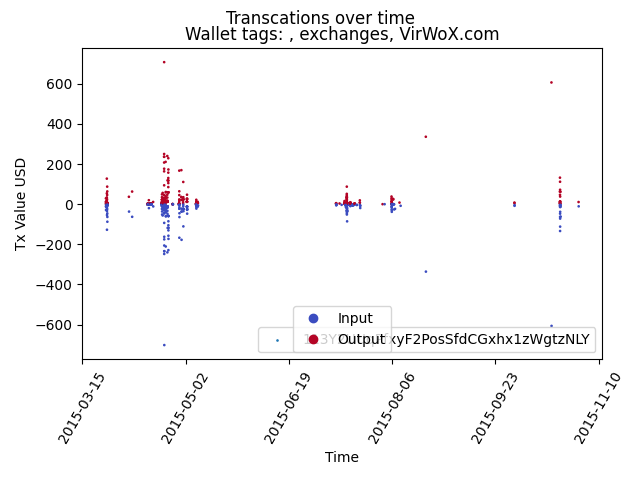 Transcations over time
Wallet tags: , exchanges, VirWoX.com
Tx Value USD
600
400
200
0
−200
−400
−600
Input
Output
xyF2PosSfdCGxhx1zWgtzNLY
2015-03-15
2015-05-02
2015-06-19
2015-08-06
2015-09-23
2015-11-10
Time